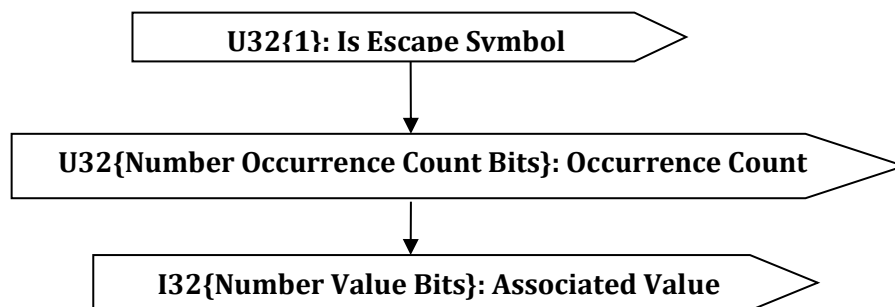 U32{1}: Is Escape Symbol
U32{Number Occurrence Count Bits}: Occurrence Count
I32{Number Value Bits}: Associated Value